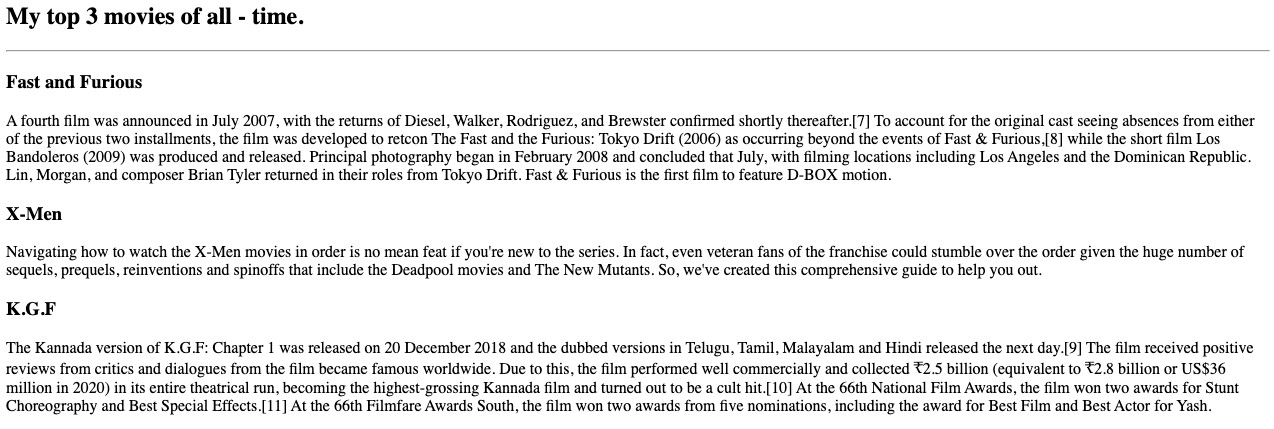 My top 3 movies of all - time.
Fast and Furious
A fourth film was announced in July 2007, with the returns of Diesel, Walker, Rodriguez, and Brewster confirmed shortly thereafter.[7] To account for the original cast seeing absences from either
of the previous two installments, the film was developed to retcon The Fast and the Furious: Tokyo Drift (2006) as occurring beyond the events of Fast & Furious,[8] while the short film Los
Bandoleros (2009) was produced and released. Principal photography began in February 2008 and concluded that July, with filming locations including Los Angeles and the Dominican Republic.
Lin, Morgan, and composer Brian Tyler returned in their roles from Tokyo Drift. Fast & Furious is the first film to feature D-BOX motion.
X-Men
Navigating how to watch the X-Men movies in order is no mean feat if you're new to the series. In fact, even veteran fans of the franchise could stumble over the order given the huge number of
sequels, prequels, reinventions and spinoffs that include the Deadpool movies and The New Mutants. So, we've created this comprehensive guide to help you out.
K.G.F
The Kannada version of K.G.F: Chapter 1 was released on 20 December 2018 and the dubbed versions in Telugu, Tamil, Malayalam and Hindi released the next day.[9] The film received positive
reviews from critics and dialogues from the film became famous worldwide. Due to this, the film performed well commercially and collected ₹2.5 billion (equivalent to ₹2.8 billion or US$36
million in 2020) in its entire theatrical run, becoming the highest-grossing Kannada film and turned out to be a cult hit.[10] At the 66th National Film Awards, the film won two awards for Stunt
Choreography and Best Special Effects.[11] At the 66th Filmfare Awards South, the film won two awards from five nominations, including the award for Best Film and Best Actor for Yash.